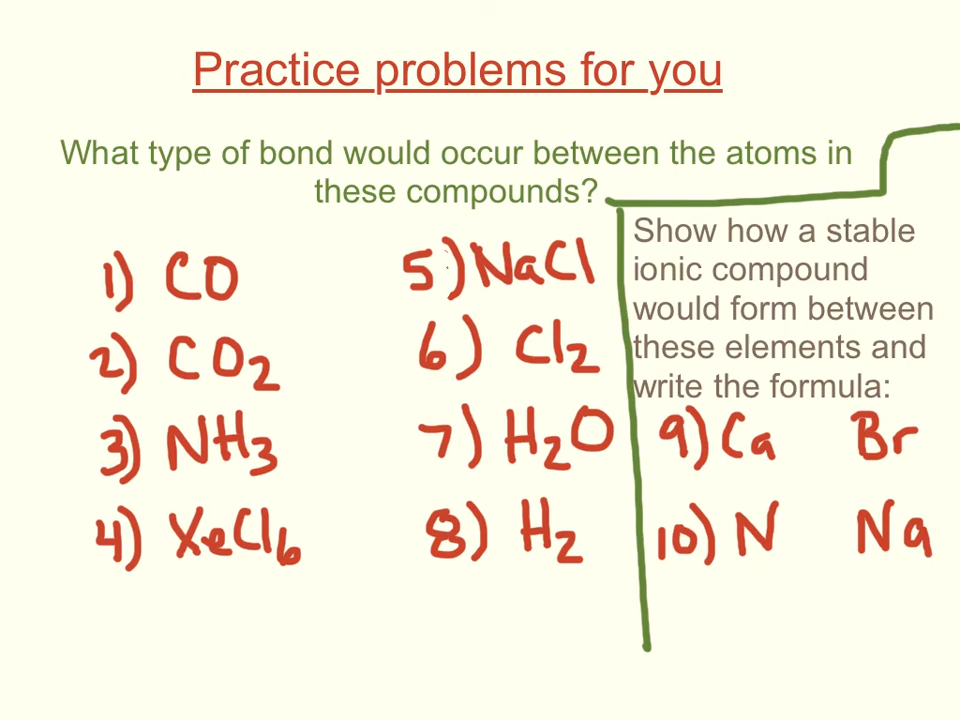 Practice problems for you
What type of bond would occur between the atoms in
these compounds?
1) CO
2) CO2
3) NH3
4) XeCl6
5) NaCl
6) Cl2
7) H2O
8) H2
Show how a stable
ionic compound
would form between
these elements and
write the formula:
9) Ca Br
10) N Na